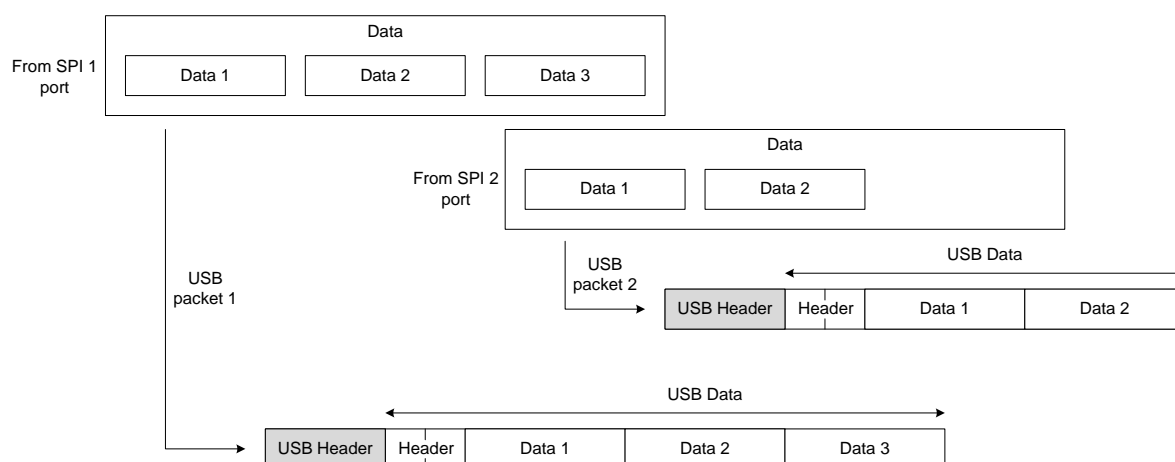 Data
From SPI 1
port
Data 1 Data 2 Data 3
Data
From SPI 2
port
Data 1 Data 2
USB
packet 1
USB
packet 2
USB Data
USB Header Header Data 1 Data 2
USB Data
USB Header Header Data 1 Data 2 Data 3